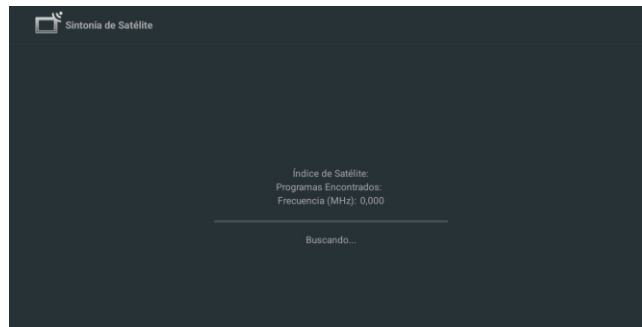 Sintonía de Satélite
Índice de Satélite:
Programas Encontrados:
Frecuencia (MHz): 0,000
Buscando...